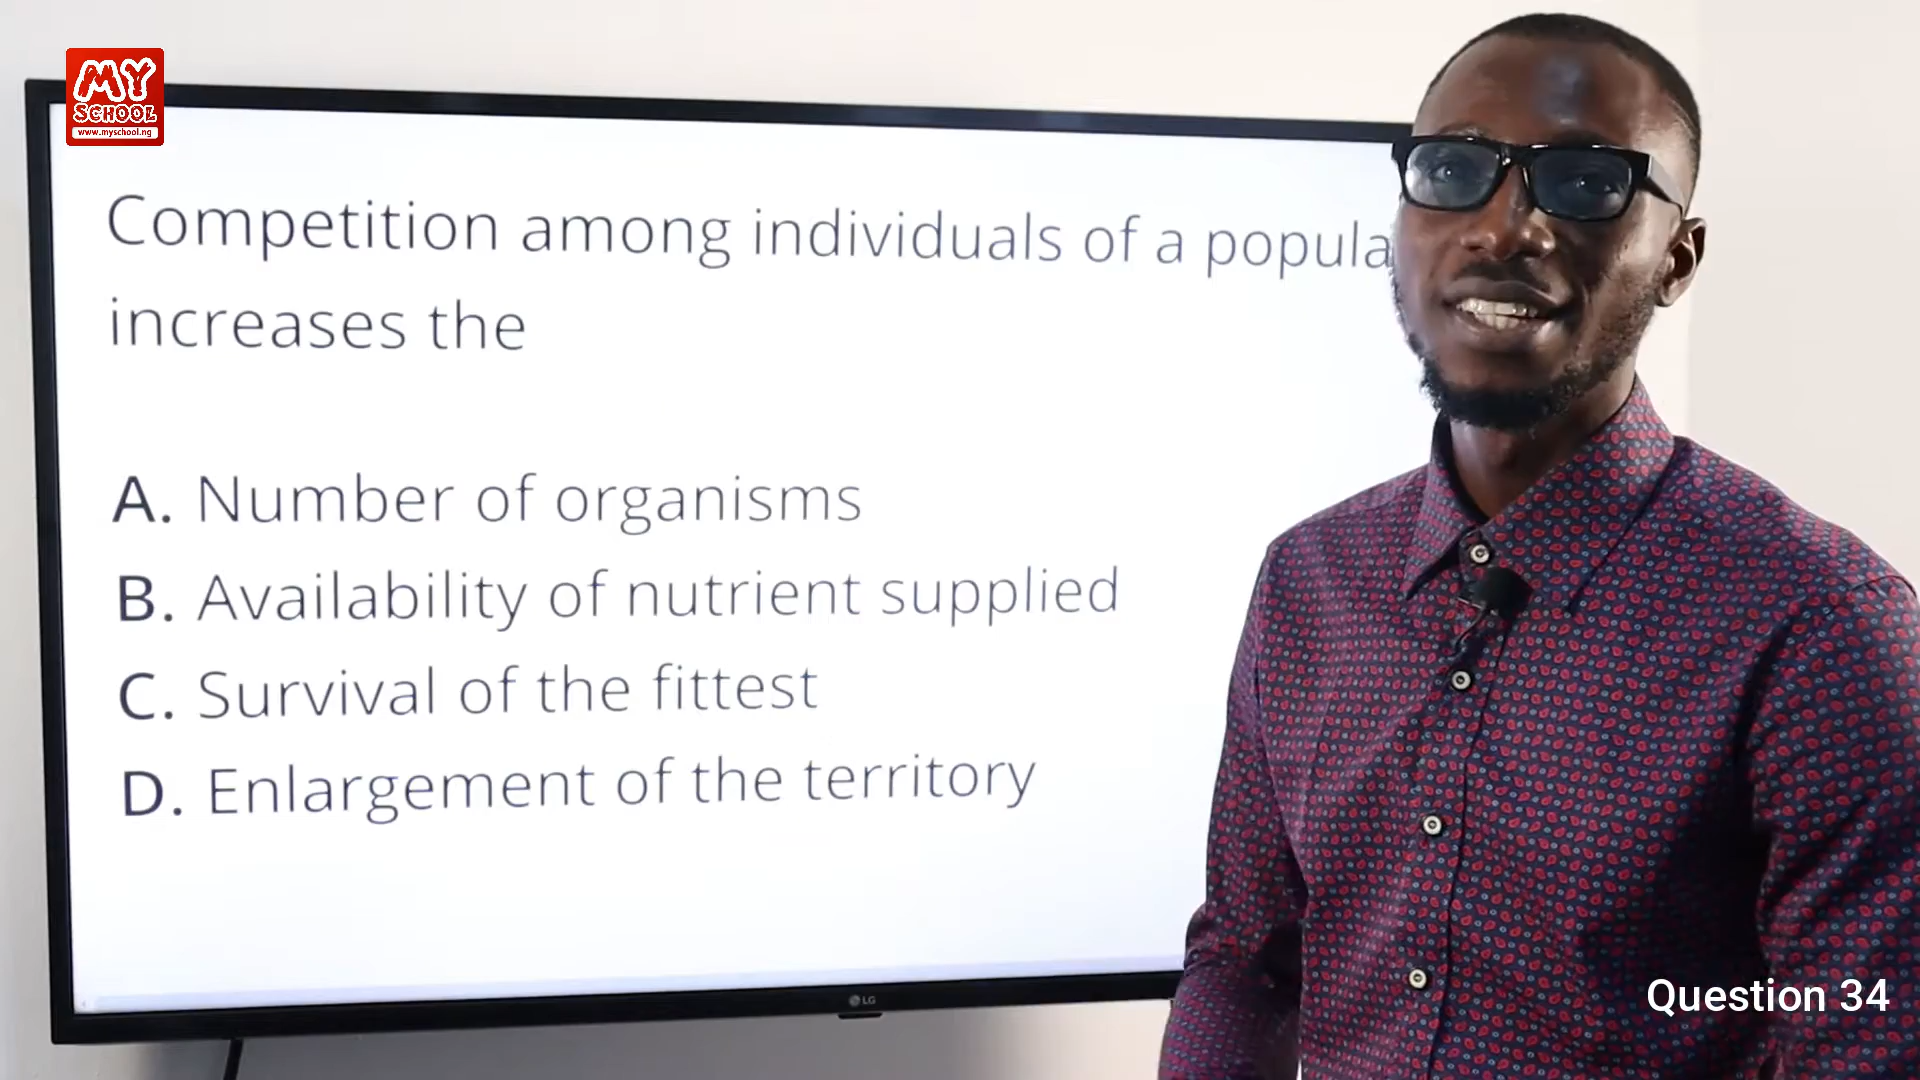 MY
SCHOOL
www.myschool.ng
Competition among individuals of a popula
increases the
A. Number of organisms
B. Availability of nutrient supplied
C. Survival of the fittest
D. Enlargement of the territory
LG
Question 34